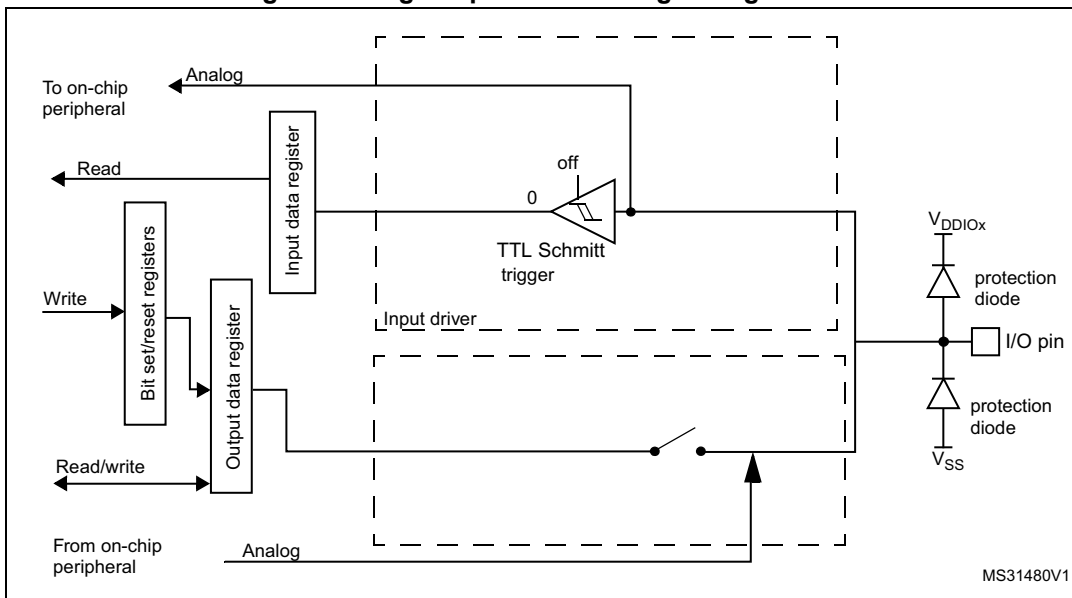 To on-chip
peripheral
Analog
Read
Input data register
off
0
TTL Schmitt
trigger
Input driver
Write
Bit set/reset registers
Output data register
Read/write
From on-chip
peripheral
Analog
VDDIOx
protection
diode
I/O pin
protection
diode
VSS
MS31480V1